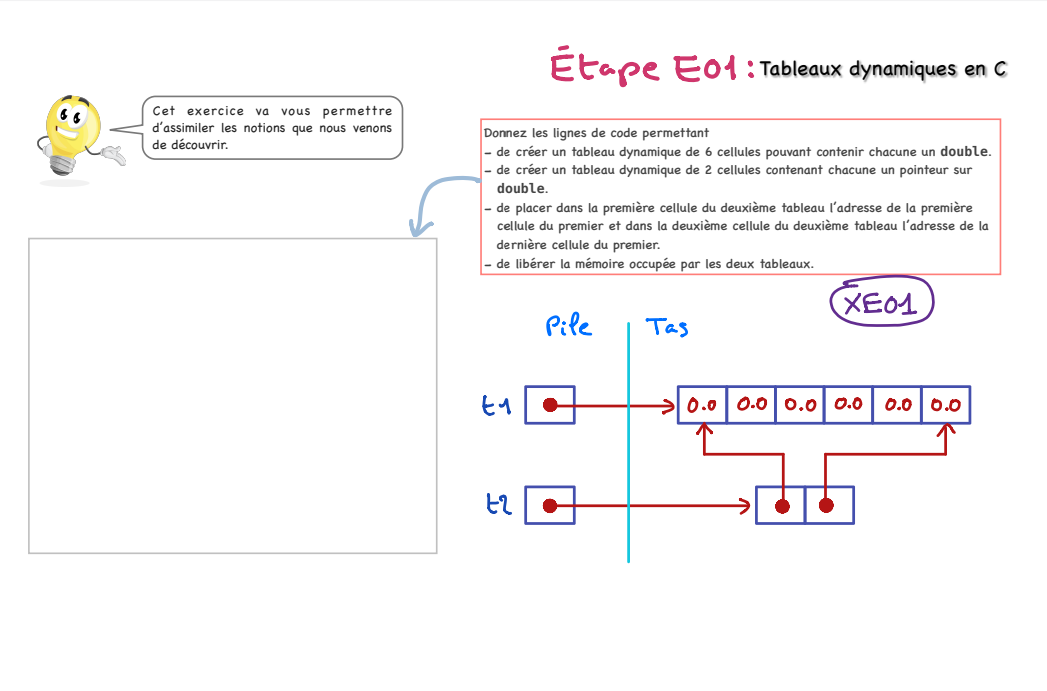 Étape E01 : Tableaux dynamiques en C
Cet exercice va vous permettre
d'assimiler les notions que nous venons
de découvrir.
Donnez les lignes de code permettant
– de créer un tableau dynamique de 6 cellules pouvant contenir chacune un double.
– de créer un tableau dynamique de 2 cellules contenant chacune un pointeur sur
double.
– de placer dans la première cellule du deuxième tableau l'adresse de la première
cellule du premier et dans la deuxième cellule du deuxième tableau l'adresse de la
dernière cellule du premier.
– de libérer la mémoire occupée par les deux tableaux.
XE01
Pile Tas
t1 0.0 0.0 0.0 0.0 0.0 0.0
t2